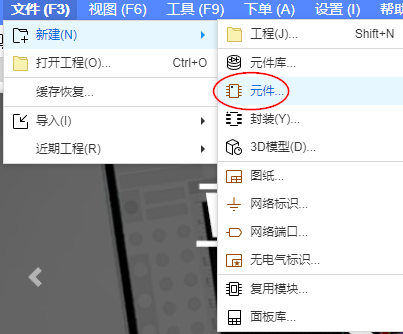 文件 (F3) 视图 (F6) 工具 (F9) 下单 (A) 设置 (I) 帮助
新建(N)
打开工程(O)... Ctrl+O
缓存恢复...
导入(I)
近期工程(R)
工程(J)... Shift+N
元件库...
元件...
封装(Y)...
3D模型(D)...
图纸...
网络标识...
网络端口...
无电气标识...
复用模块...
面板库...